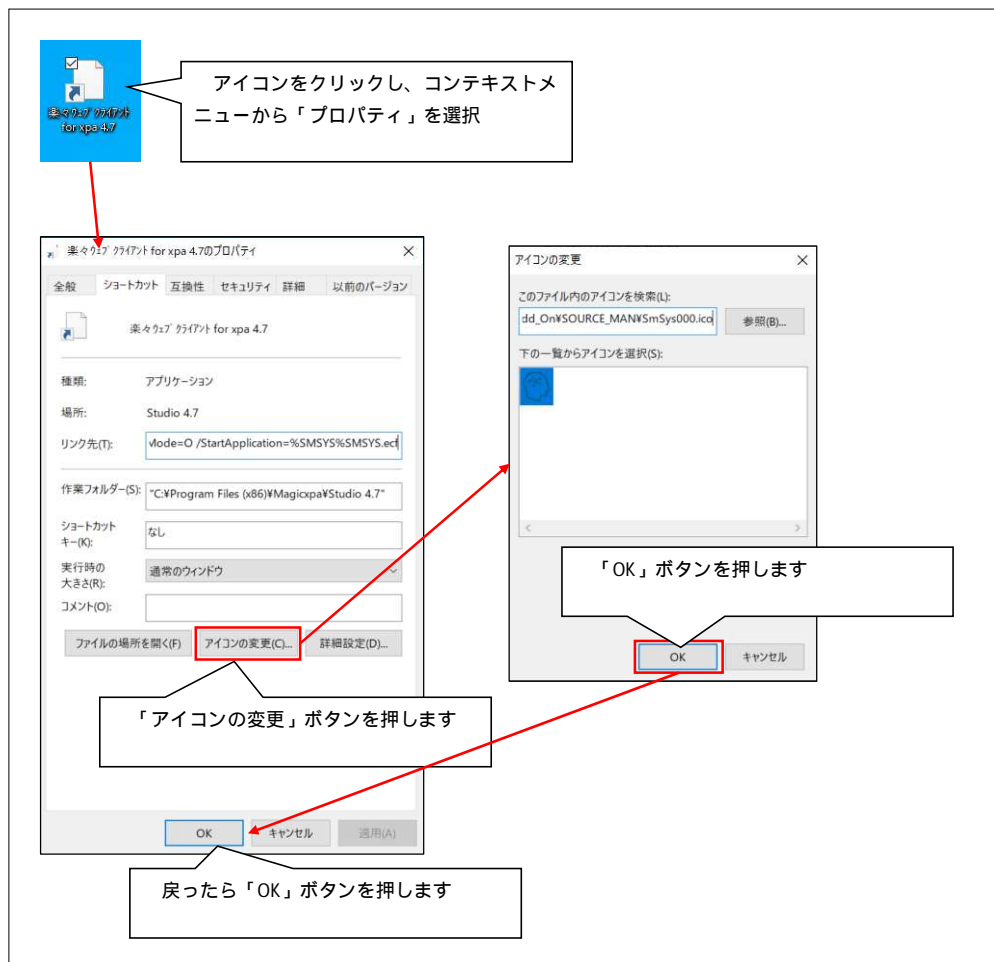 楽々ウェブ クライアント
for xpa 4.7
アイコンをクリックし、コンテキストメ
ニューから「プロパティ」を選択
楽々ウェブ クライアント for xpa 4.7のプロパティ
全般 ショートカット 互換性 セキュリティ 詳細 以前のバージョン
楽々ウェブ クライアント for xpa 4.7
種類: アプリケーション
場所: Studio 4.7
リンク先(T): Mode=O /StartApplication=%SMSYS%SMSYS.ecf
作業フォルダー(S): "C:¥Program Files (x86)¥Magicxpa¥Studio 4.7"
ショートカット
キー(K): なし
実行時の
大きさ(R): 通常のウィンドウ
コメント(O):
ファイルの場所を開く(F) アイコンの変更(C)... 詳細設定(D)...
「アイコンの変更」ボタンを押します
OK キャンセル 適用(A)
戻ったら「OK」ボタンを押します
アイコンの変更
このファイル内のアイコンを検索(L):
dd_On¥SOURCE_MAN¥SmSys000.ico 参照(B)...
下の一覧からアイコンを選択(S):
「OK」ボタンを押します
OK キャンセル